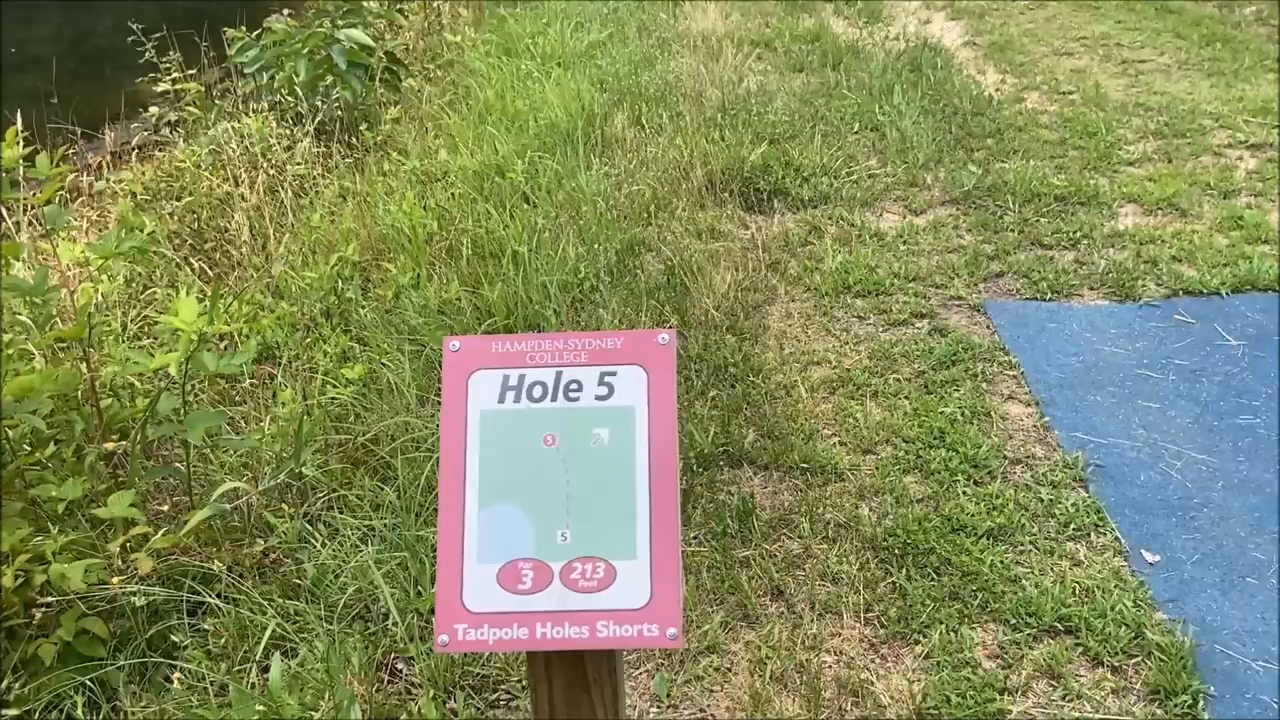 HAMPDEN-SYDNEY
COLLEGE
Hole 5
5
5
Par
3
213
Feet
Tadpole Holes Shorts